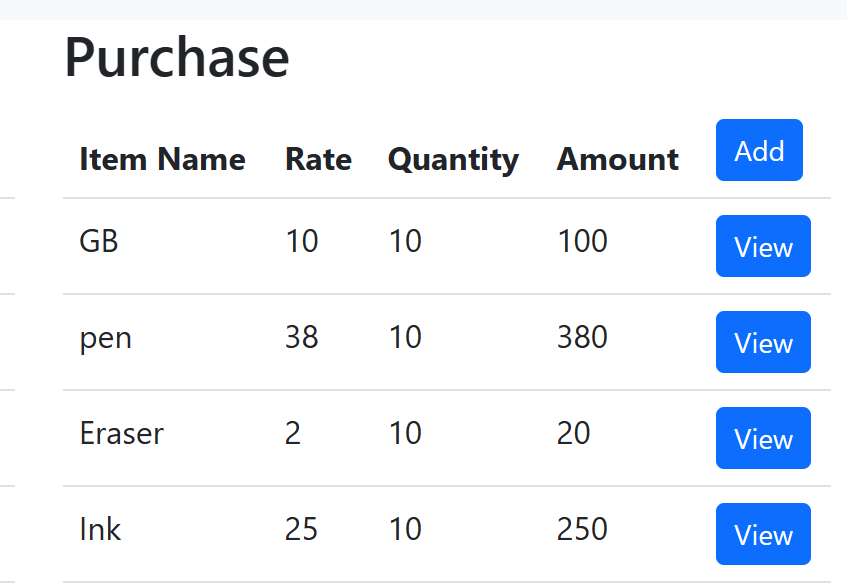 Purchase
Item Name Rate Quantity Amount Add
GB 10 10 100 View
pen 38 10 380 View
Eraser 2 10 20 View
Ink 25 10 250 View